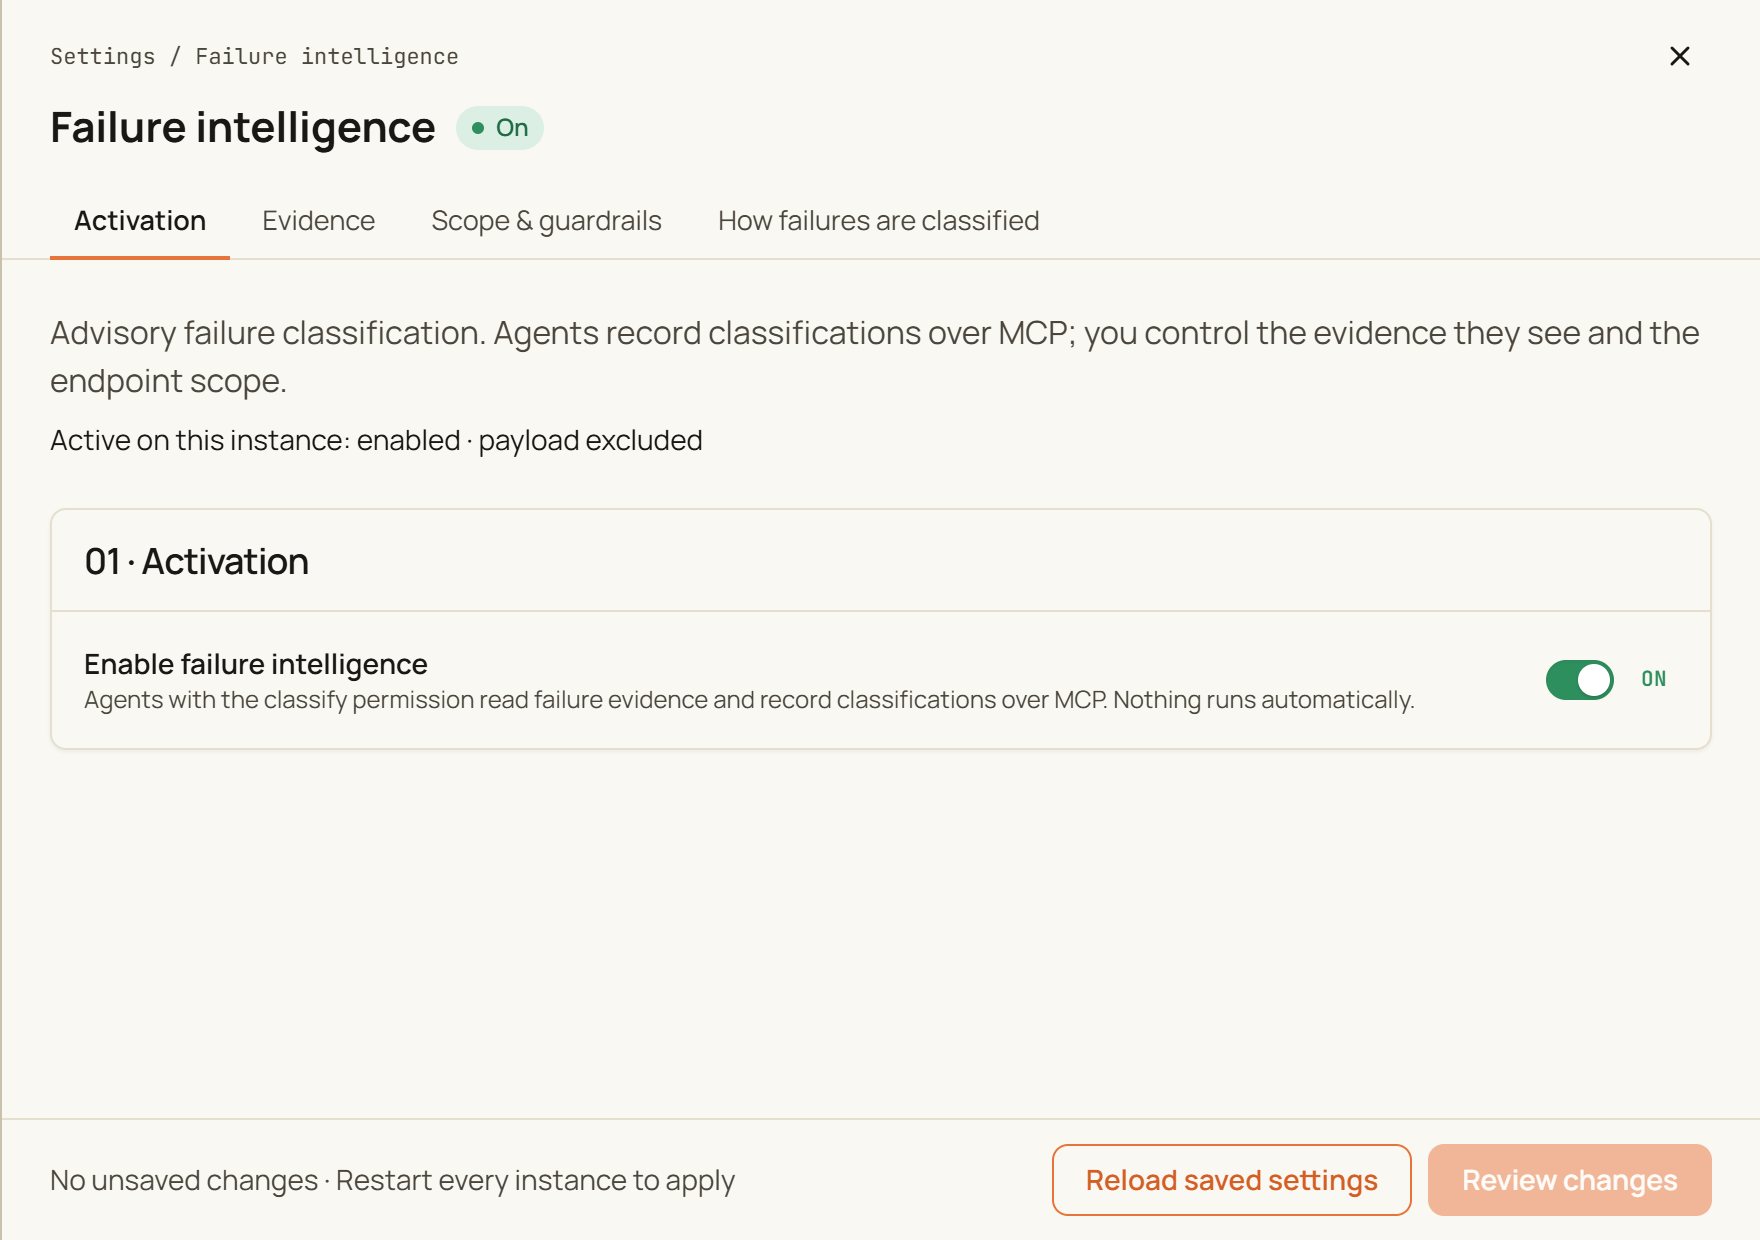 Settings / Failure intelligence
Failure intelligence
On
Activation
Evidence
Scope & guardrails
How failures are classified
Advisory failure classification. Agents record classifications over MCP; you control the evidence they see and the
endpoint scope.
Active on this instance: enabled · payload excluded
01 · Activation
Enable failure intelligence
Agents with the classify permission read failure evidence and record classifications over MCP. Nothing runs automatically.
ON
No unsaved changes · Restart every instance to apply
Reload saved settings
Review changes